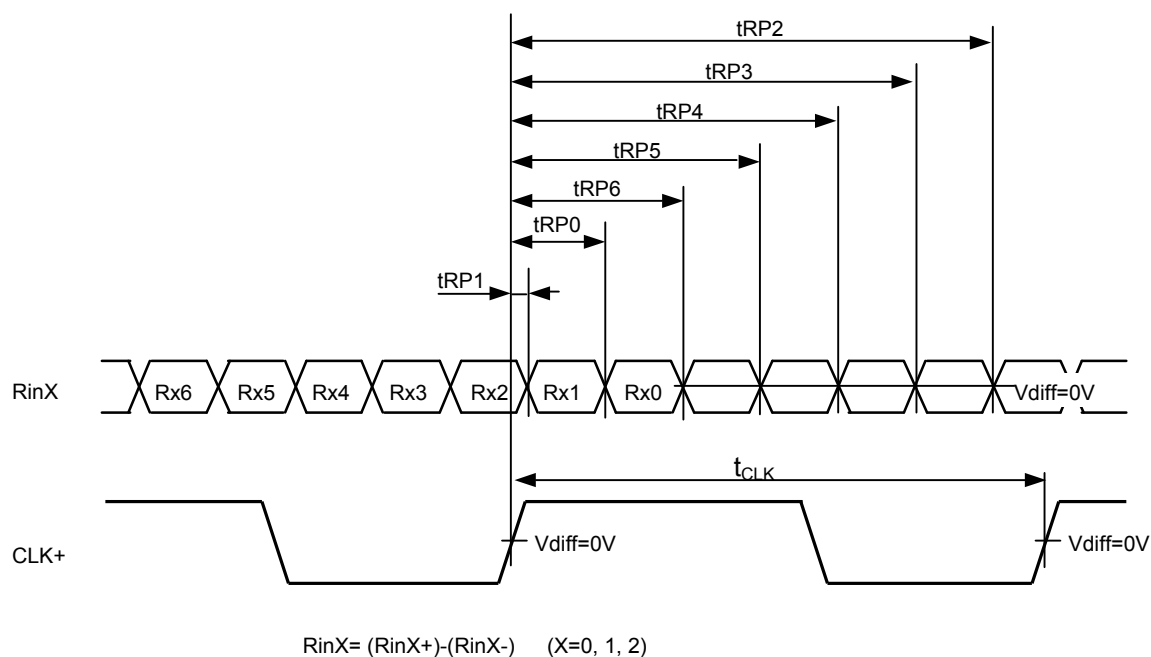 tRP2
tRP3
tRP4
tRP5
tRP6
tRP0
tRP1
RinX
Rx6 Rx5 Rx4 Rx3 Rx2 Rx1 Rx0
Vdiff=0V
tCLK
CLK+
Vdiff=0V
Vdiff=0V
RinX= (RinX+)-(RinX-) (X=0, 1, 2)